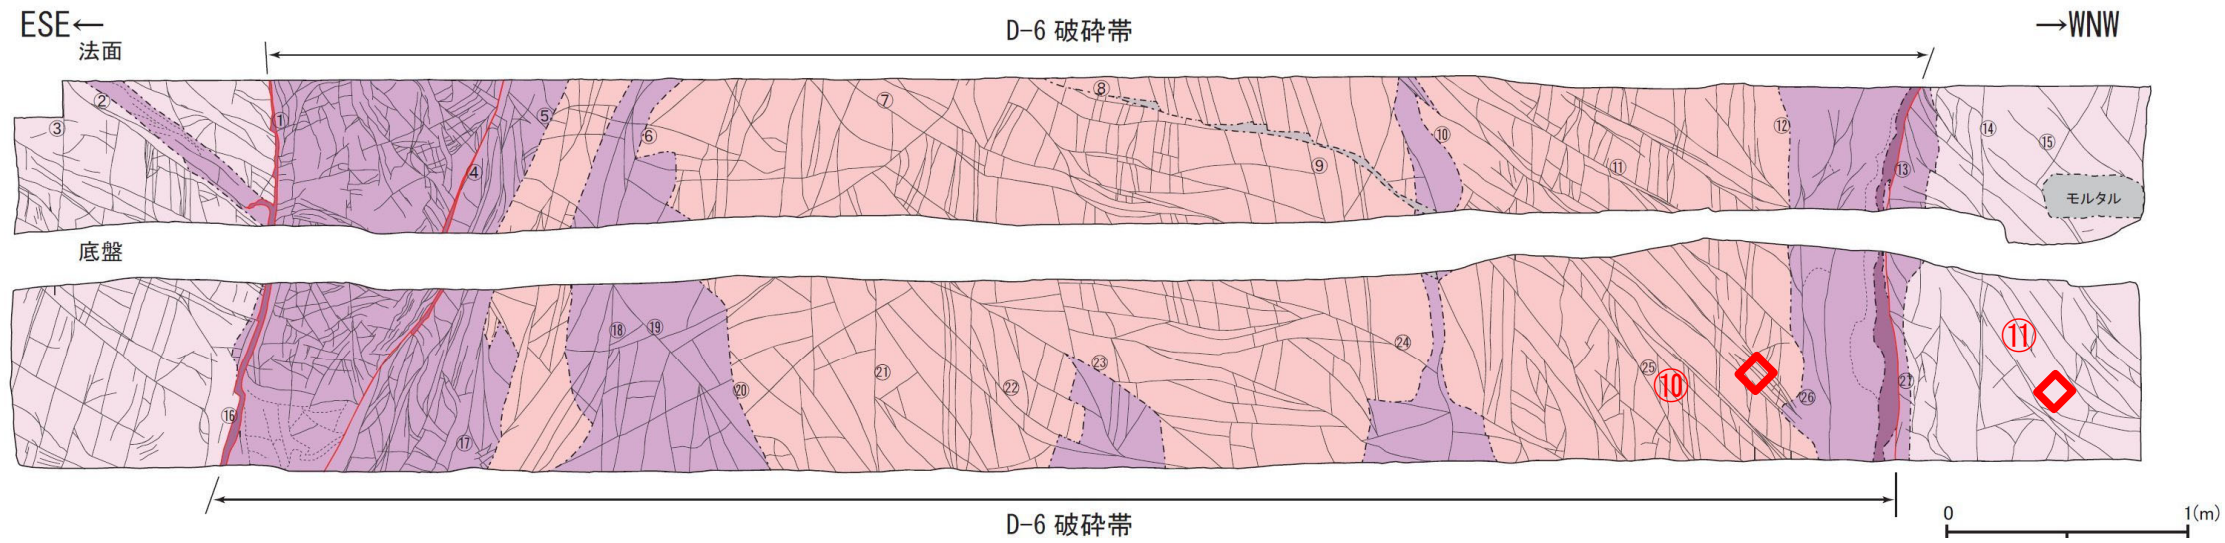 ESE← D-6 破砕帯 →WNW
法面
② ① ⑤ ⑦ ⑧ ⑩ ⑫ ⑭ ⑮
③ ④ ⑥ ⑨ ⑪ ⑬ モルタル
底盤
⑱ ⑲ ㉔ ⑪
⑯ ⑰ ⑳ ㉑ ㉒ ㉓ ㉕ ⑩ ㉖ ㉗
D-6 破砕帯
0 1(m)